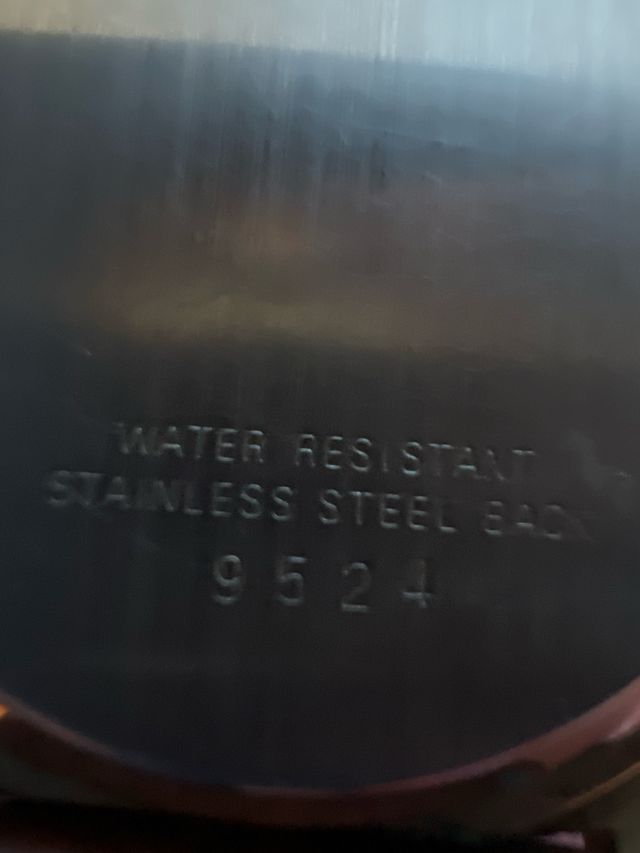 WATER RESISTANT
STAINLESS STEEL BACK
9524